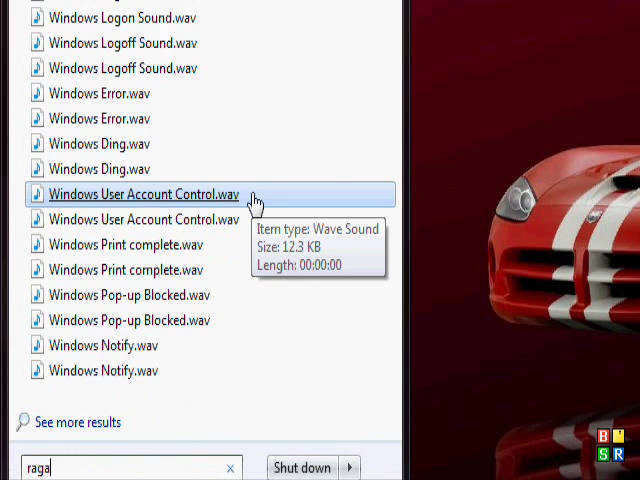 Windows Logon Sound.wav
Windows Logoff Sound.wav
Windows Logoff Sound.wav
Windows Error.wav
Windows Error.wav
Windows Ding.wav
Windows Ding.wav
Windows User Account Control.wav
Windows User Account Control.wav
Item type: Wave Sound
Size: 12.3 KB
Length: 00:00:00
Windows Print complete.wav
Windows Print complete.wav
Windows Pop-up Blocked.wav
Windows Pop-up Blocked.wav
Windows Notify.wav
Windows Notify.wav
See more results
raga
Shut down
B
S R